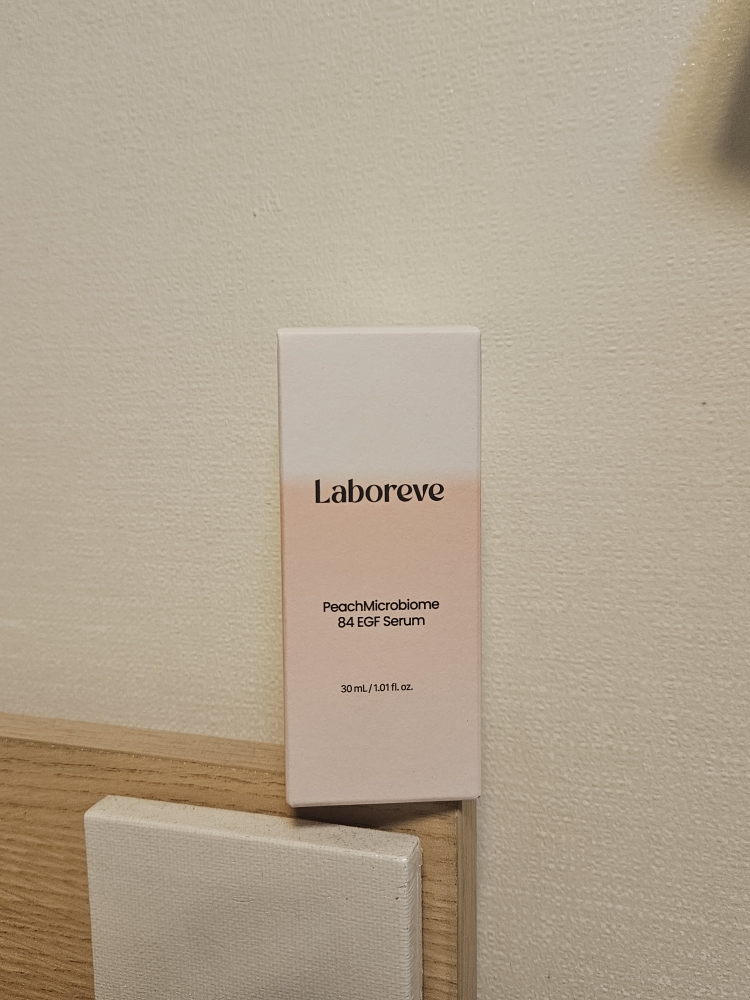 Laboreve
PeachMicrobiome
84 EGF Serum
30 mL / 1.01 fl. oz.